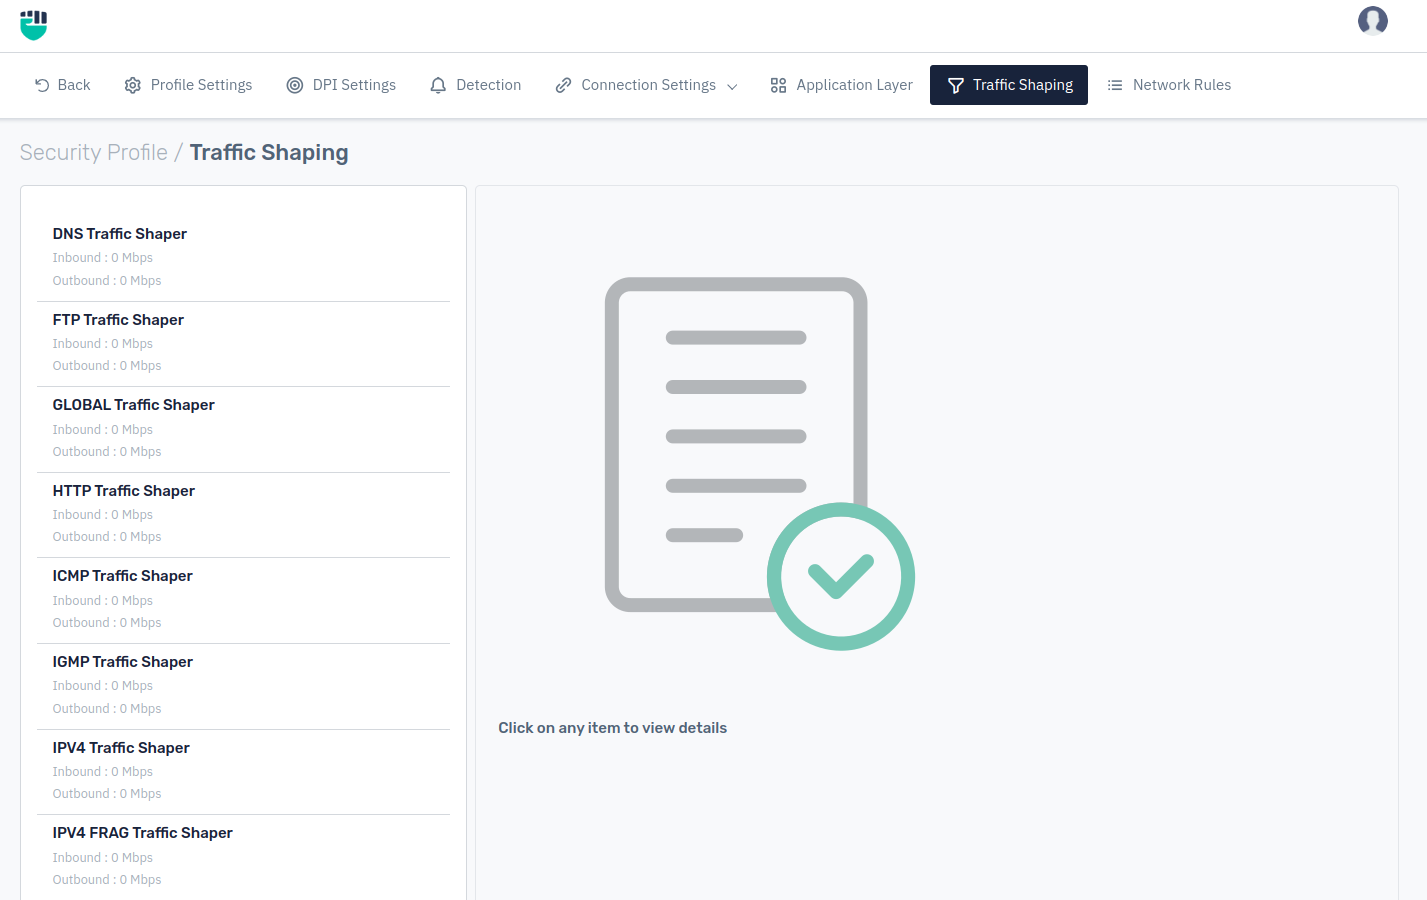 Back Profile Settings DPI Settings Detection Connection Settings Application Layer Traffic Shaping Network Rules
Security Profile / Traffic Shaping
DNS Traffic Shaper
Inbound : 0 Mbps
Outbound : 0 Mbps
FTP Traffic Shaper
Inbound : 0 Mbps
Outbound : 0 Mbps
GLOBAL Traffic Shaper
Inbound : 0 Mbps
Outbound : 0 Mbps
HTTP Traffic Shaper
Inbound : 0 Mbps
Outbound : 0 Mbps
ICMP Traffic Shaper
Inbound : 0 Mbps
Outbound : 0 Mbps
IGMP Traffic Shaper
Inbound : 0 Mbps
Outbound : 0 Mbps
IPV4 Traffic Shaper
Inbound : 0 Mbps
Outbound : 0 Mbps
IPV4 FRAG Traffic Shaper
Inbound : 0 Mbps
Outbound : 0 Mbps
Click on any item to view details